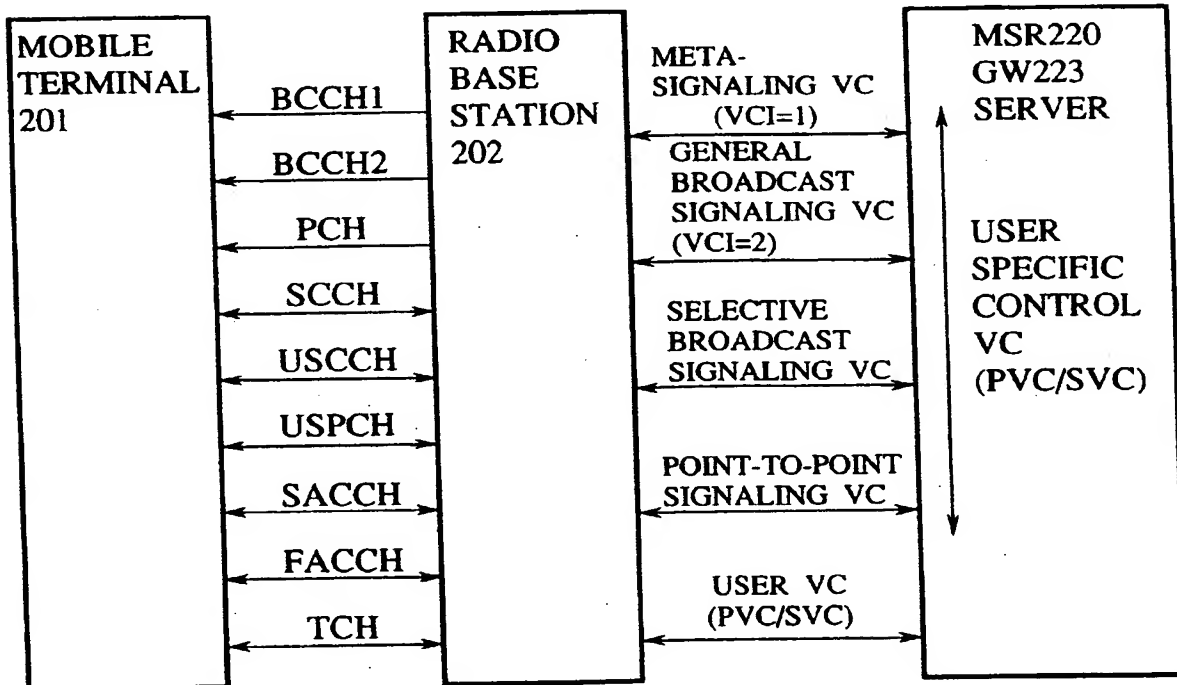 MOBILE
TERMINAL
201
BCCH1
BCCH2
PCH
SCCH
USCCH
USPCH
SACCH
FACCH
TCH
RADIO
BASE
STATION
202
META-
SIGNALING VC
(VCI=1)
GENERAL
BROADCAST
SIGNALING VC
(VCI=2)
SELECTIVE
BROADCAST
SIGNALING VC
POINT-TO-POINT
SIGNALING VC
USER VC
(PVC/SVC)
MSR220
GW223
SERVER
USER
SPECIFIC
CONTROL
VC
(PVC/SVC)